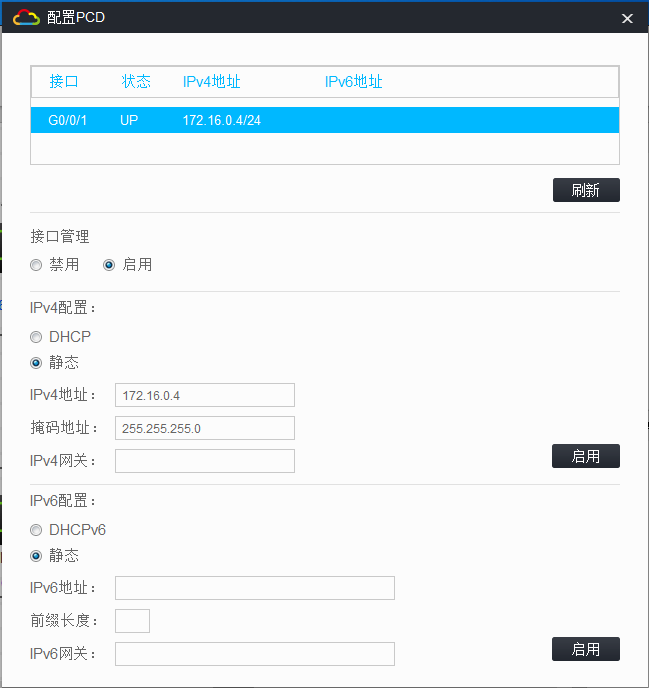 配置PCD
接口 状态 IPv4地址 IPv6地址
G0/0/1 UP 172.16.0.4/24
刷新
接口管理
禁用 启用
IPv4配置：
DHCP
静态
IPv4地址： 172.16.0.4
掩码地址： 255.255.255.0
IPv4网关：
启用
IPv6配置：
DHCPv6
静态
IPv6地址：
前缀长度：
IPv6网关：
启用